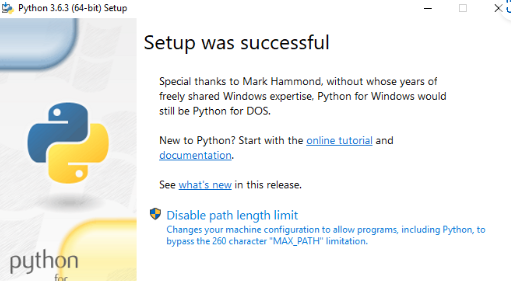 Python 3.6.3 (64-bit) Setup
Setup was successful
Special thanks to Mark Hammond, without whose years of
freely shared Windows expertise, Python for Windows would
still be Python for DOS.
New to Python? Start with the online tutorial and
documentation.
See what's new in this release.
Disable path length limit
Changes your machine configuration to allow programs, including Python, to
bypass the 260 character "MAX_PATH" limitation.
python
for